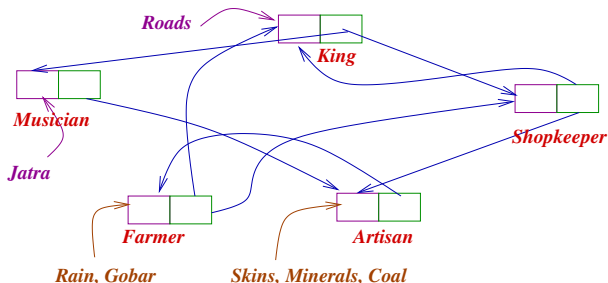 Roads
King
Musician
Shopkeeper
Jatra
Farmer
Artisan
Rain, Gobar
Skins, Minerals, Coal